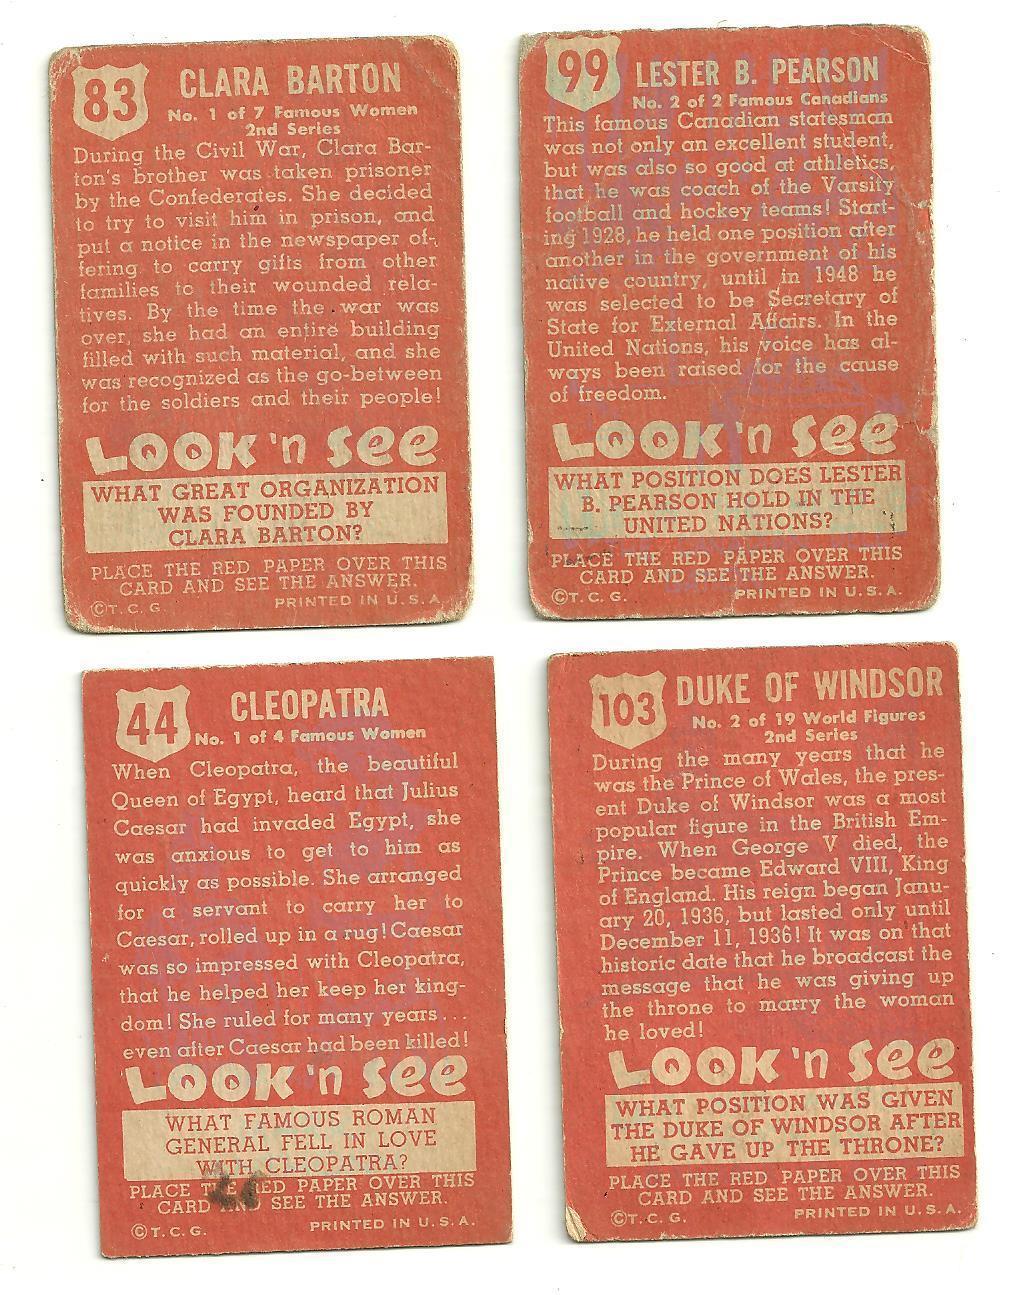 83
CLARA BARTON
No. 1 of 7 Famous Women
2nd Series
During the Civil War, Clara Bar-
ton's brother was taken prisoner
by the Confederates. She decided
to try to visit him in prison, and
put a notice in the newspaper of-
fering to carry gifts from other
families to their wounded rela-
tives. By the time the war was
over, she had an entire building
filled with such material, and she
was recognized as the go-between
for the soldiers and their people!
LOOK 'n SEE
WHAT GREAT ORGANIZATION
WAS FOUNDED BY
CLARA BARTON?
PLACE THE RED PAPER OVER THIS
CARD AND SEE THE ANSWER.
©T.C.G. PRINTED IN U.S.A.
99
LESTER B. PEARSON
No. 2 of 2 Famous Canadians
This famous Canadian statesman
was not only an excellent student,
but was also so good at athletics,
that he was coach of the Varsity
football and hockey teams! Start-
ing 1928, he held one position after
another in the government of his
native country, until in 1948 he
was selected to be Secretary of
State for External Affairs. In the
United Nations, his voice has al-
ways been raised for the cause
of freedom.
LOOK 'n SEE
WHAT POSITION DOES LESTER
B. PEARSON HOLD IN THE
UNITED NATIONS?
PLACE THE RED PAPER OVER THIS
CARD AND SEE THE ANSWER.
©T.C.G. PRINTED IN U.S.A.
44
CLEOPATRA
No. 1 of 4 Famous Women
When Cleopatra, the beautiful
Queen of Egypt, heard that Julius
Caesar had invaded Egypt, she
was anxious to get to him as
quickly as possible. She arranged
for a servant to carry her to
Caesar, rolled up in a rug! Caesar
was so impressed with Cleopatra,
that he helped her keep her king-
dom! She ruled for many years...
even after Caesar had been killed!
LOOK 'n SEE
WHAT FAMOUS ROMAN
GENERAL FELL IN LOVE
WITH CLEOPATRA?
PLACE THE RED PAPER OVER THIS
CARD AND SEE THE ANSWER.
©T.C.G. PRINTED IN U.S.A.
103
DUKE OF WINDSOR
No. 2 of 19 World Figures
2nd Series
During the many years that he
was the Prince of Wales, the pres-
ent Duke of Windsor was a most
popular figure in the British Em-
pire. When George V died, the
Prince became Edward VIII, King
of England. His reign began Janu-
ary 20, 1936, but lasted only until
December 11, 1936! It was on that
historic date that he broadcast the
message that he was giving up
the throne to marry the woman
he loved!
LOOK 'n SEE
WHAT POSITION WAS GIVEN
THE DUKE OF WINDSOR AFTER
HE GAVE UP THE THRONE?
PLACE THE RED PAPER OVER THIS
CARD AND SEE THE ANSWER.
©T.C.G. PRINTED IN U.S.A.